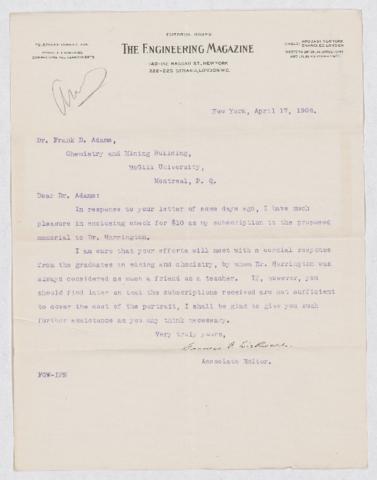 EDITORIAL ROOMS
THE ENGINEERING MAGAZINE
140-142 NASSAU ST., NEW YORK
222-225 STRAND, LONDON W.C.
New York, April 17, 1906.
Dr. Frank D. Adams,
Chemistry and Mining Building,
McGill University,
Montreal, P. Q.
Dear Dr. Adams:
In response to your letter of some days ago, I have much
pleasure in enclosing check for $10 as my subscription to the proposed
memorial to Dr. Harrington.
I am sure that your efforts will meet with a cordial response
from the graduates in mining and chemistry, by whom Dr. Harrington was
always considered as much a friend as a teacher. If, however, you
should find later on that the subscriptions received are not sufficient
to cover the cost of the portrait, I shall be glad to give you such
further assistance as you may think necessary.
Very truly yours,
Associate Editor.